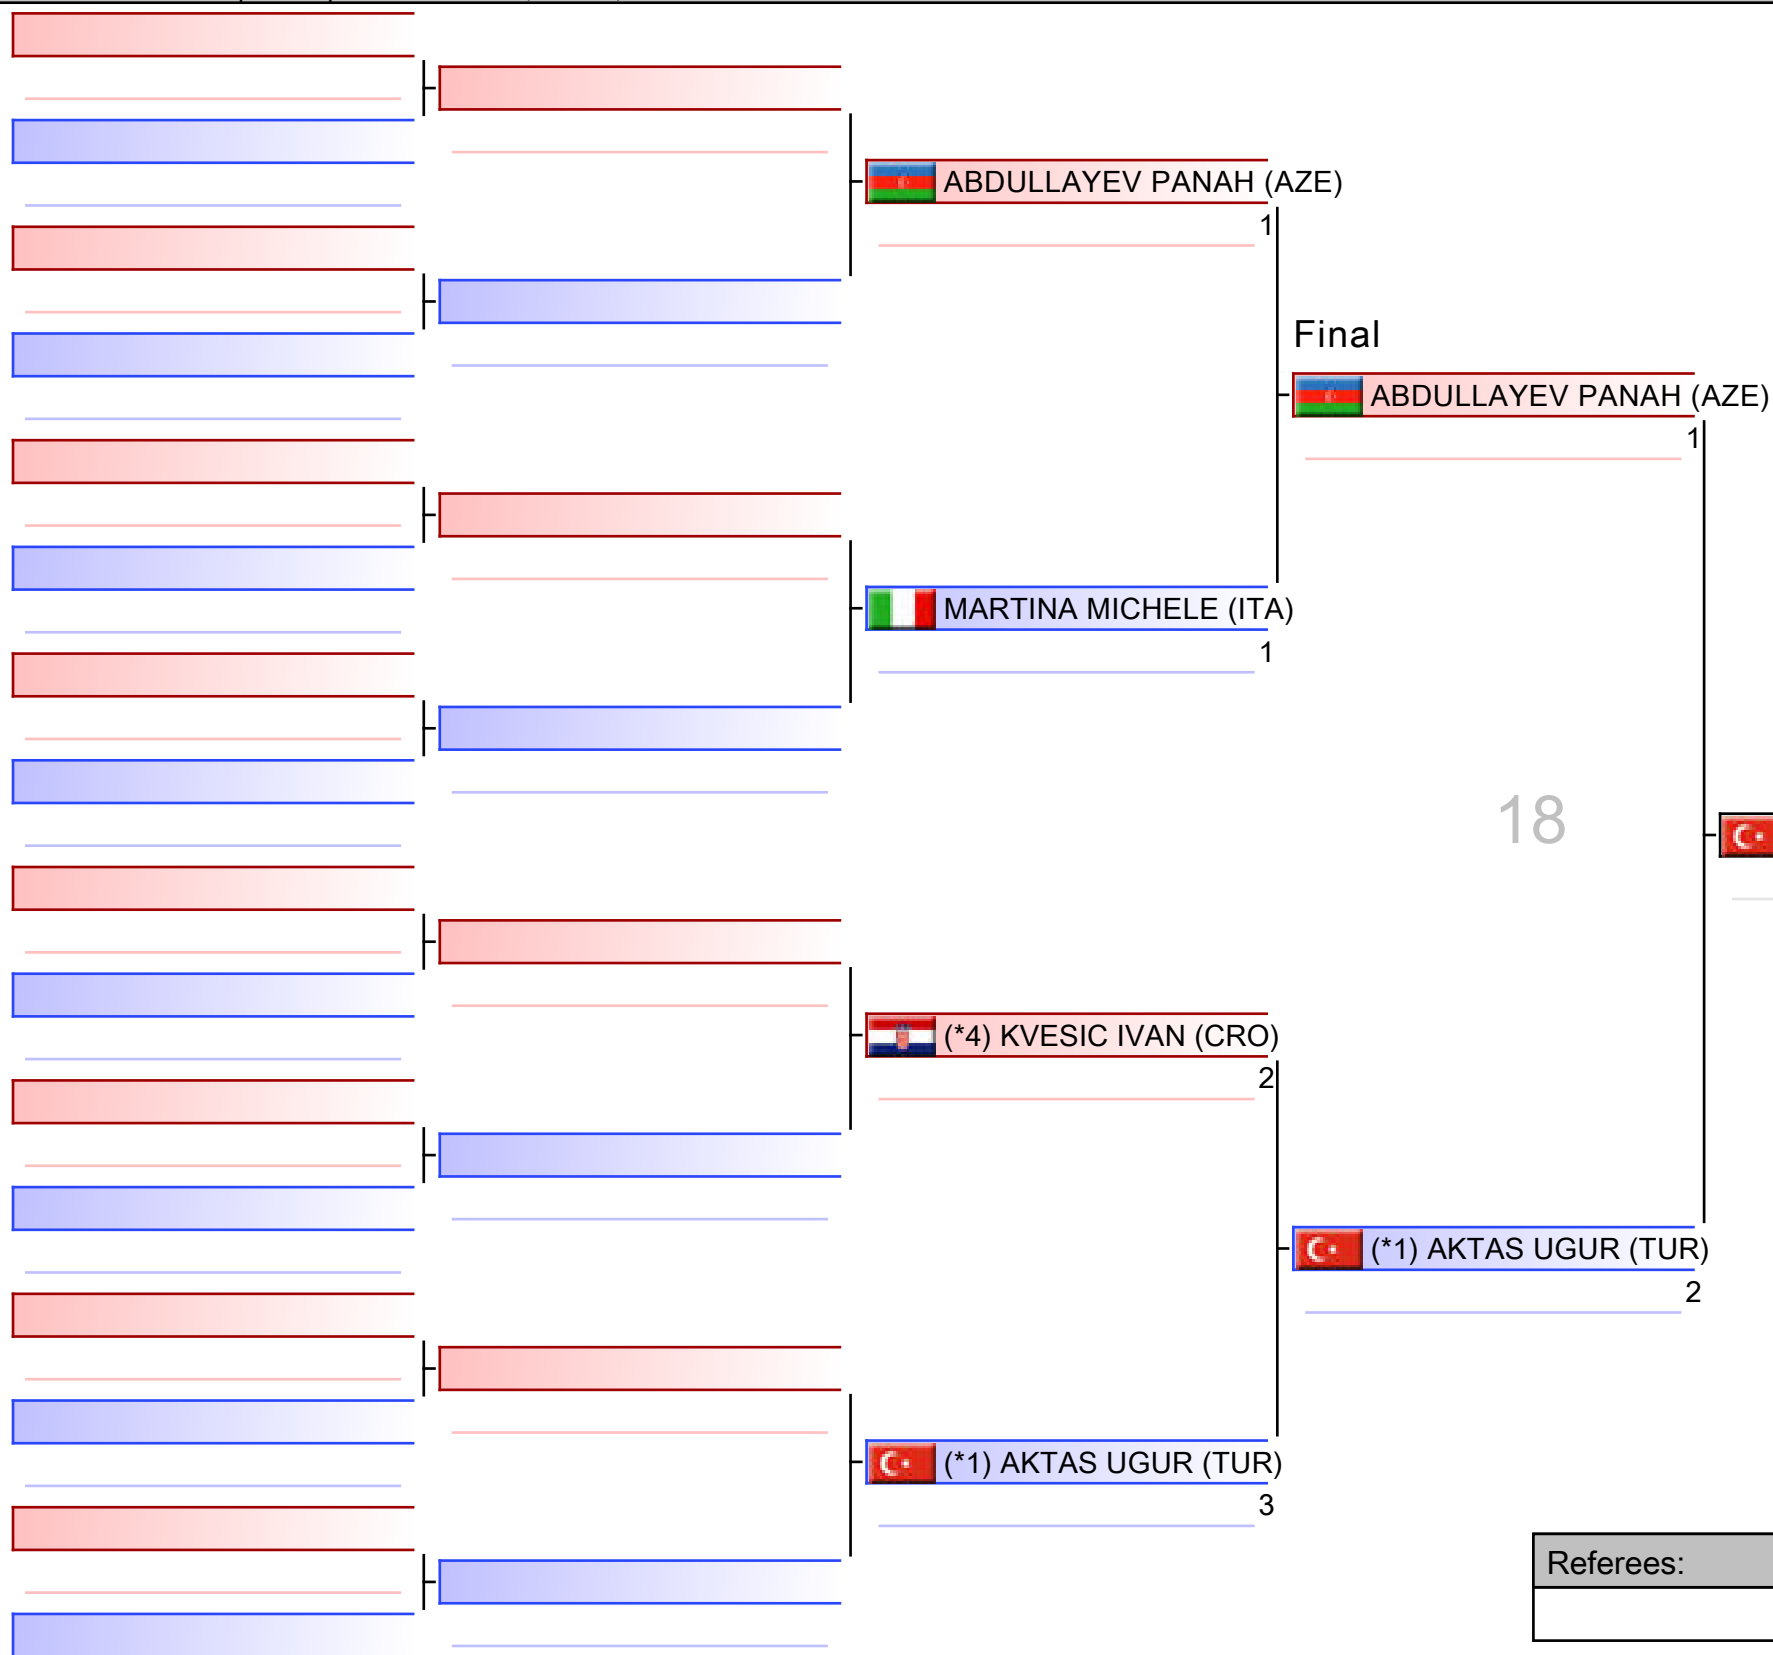 ABDULLAYEV PANAH (AZE)
1
Final
ABDULLAYEV PANAH (AZE)
1
MARTINA MICHELE (ITA)
1
18
(*4) KVESIC IVAN (CRO)
2
(*1) AKTAS UGUR (TUR)
2
(*1) AKTAS UGUR (TUR)
3
Referees: